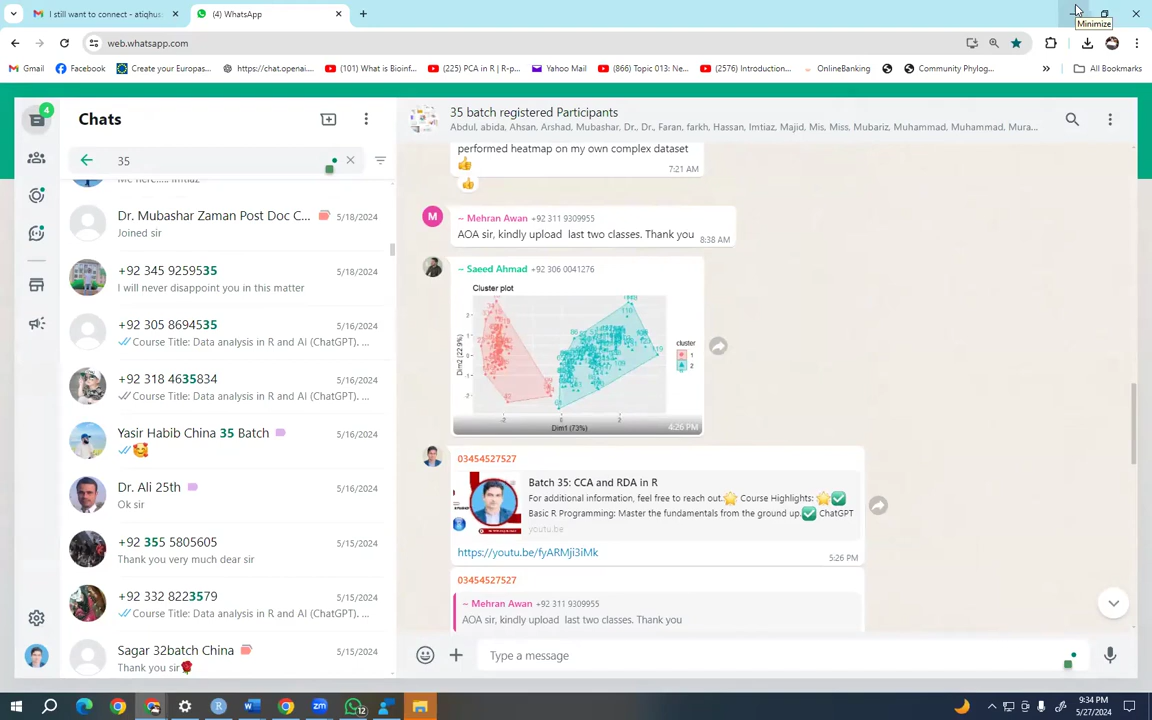 I still want to connect - atiqhus
(4) WhatsApp
Minimize
web.whatsapp.com
Gmail
Facebook
Create your Europas...
https://chat.openai....
(101) What is Bioinf...
(225) PCA in R | R-p...
Yahoo Mail
(866) Topic 013: Ne...
(2576) Introduction...
OnlineBanking
Community Phylog...
All Bookmarks
4
Chats
35
Dr. Mubashar Zaman Post Doc C...
5/18/2024
Joined sir
+92 345 9259535
5/18/2024
I will never disappoint you in this matter
+92 305 8694535
5/16/2024
Course Title: Data analysis in R and AI (ChatGPT). ...
+92 318 4635834
5/16/2024
Course Title: Data analysis in R and AI (ChatGPT). ...
Yasir Habib China 35 Batch
5/16/2024
Dr. Ali 25th
5/16/2024
Ok sir
+92 355 5805605
5/15/2024
Thank you very much dear sir
+92 332 8223579
5/15/2024
Course Title: Data analysis in R and AI (ChatGPT). ...
Sagar 32batch China
5/15/2024
Thank you sir
35 batch registered Participants
Abdul, abida, Ahsan, Arshad, Mubashar, Dr., Dr., Faran, farkh, Hassan, Imtiaz, Majid, Mis, Miss, Mubariz, Muhammad, Muhammad, Mura...
performed heatmap on my own complex dataset
7:21 AM
M
~ Mehran Awan +92 311 9309955
AOA sir, kindly upload last two classes. Thank you
8:38 AM
~ Saeed Ahmad +92 306 0041276
Cluster plot
Dim2 (22.9%)
cluster
1
2
Dim1 (73%)
4:26 PM
03454527527
Batch 35: CCA and RDA in R
For additional information, feel free to reach out. Course Highlights:
Basic R Programming: Master the fundamentals from the ground up. ChatGPT
youtu.be
https://youtu.be/fyARMji3iMk
5:26 PM
03454527527
~ Mehran Awan +92 311 9309955
AOA sir, kindly upload last two classes. Thank you
Type a message
12
9:34 PM
5/27/2024